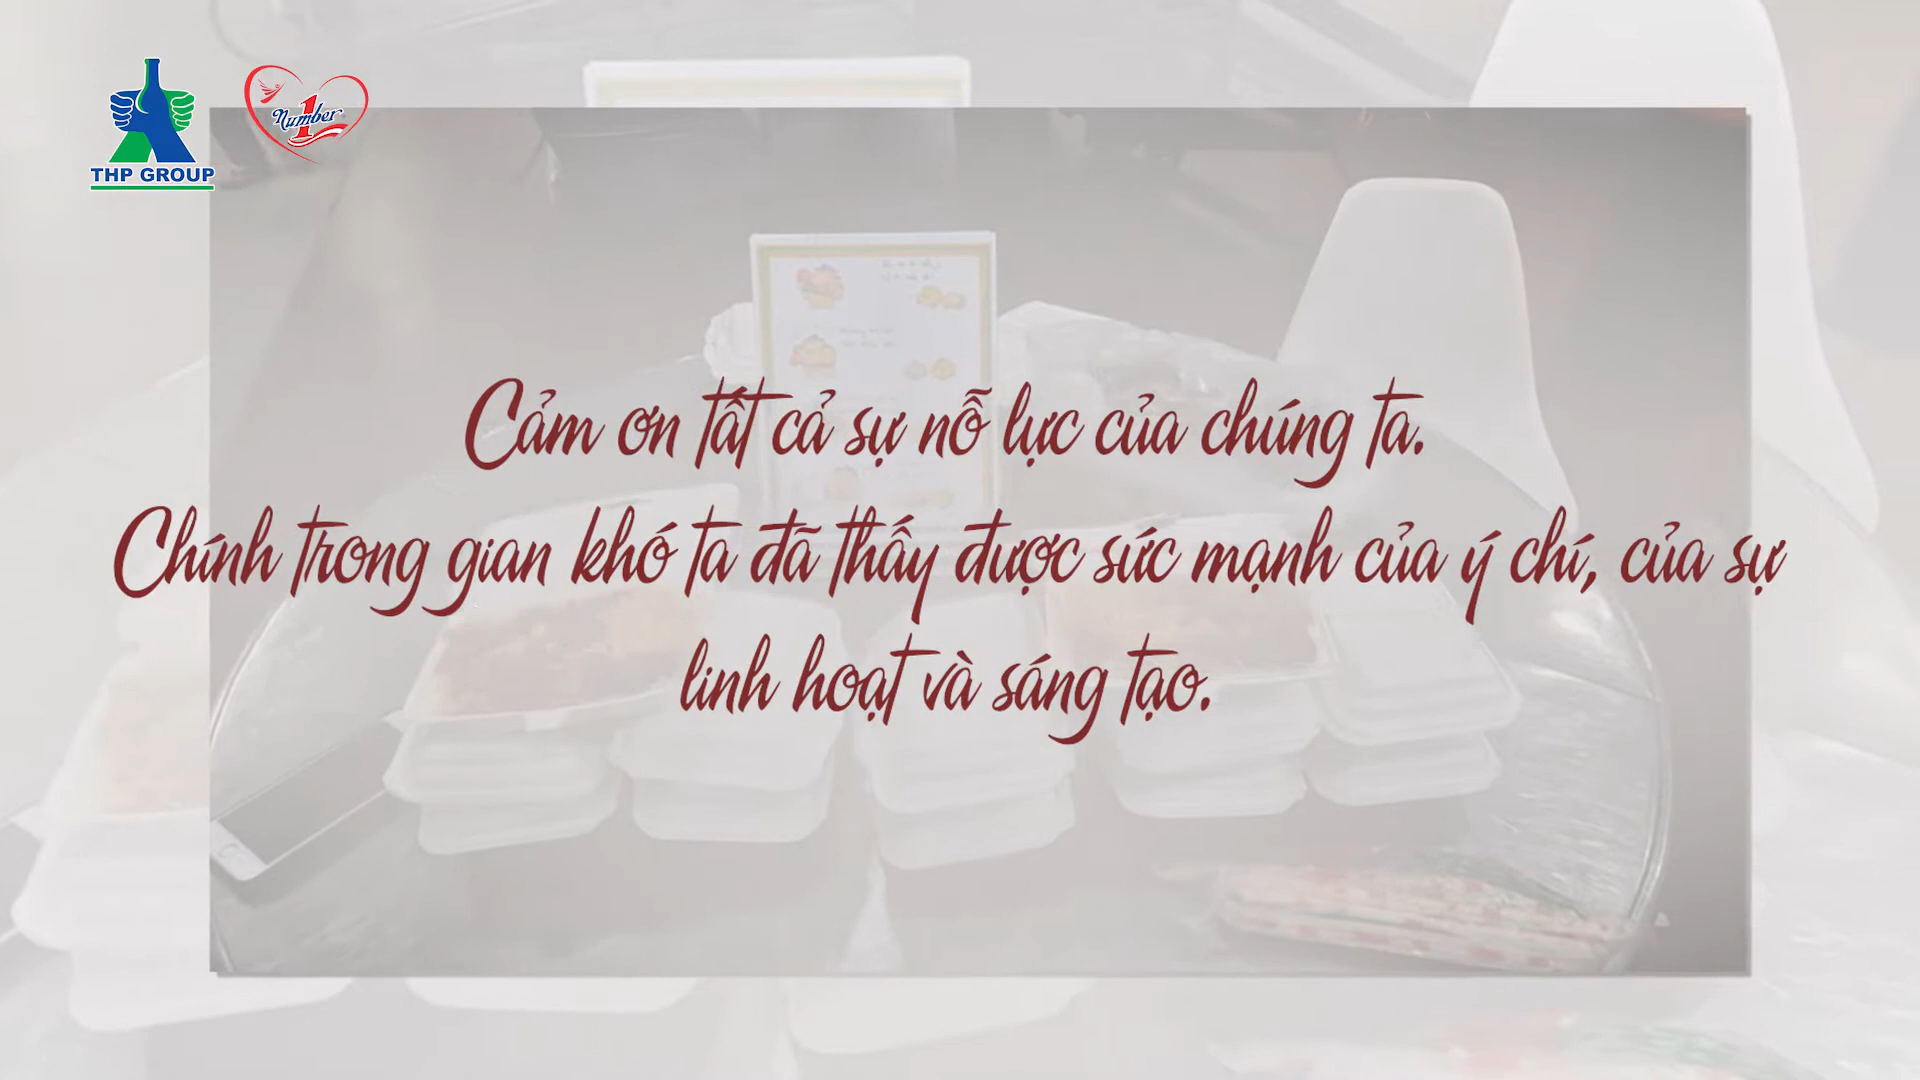 THP GROUP
Number 1
Cảm ơn tất cả sự nỗ lực của chúng ta.
Chính trong gian khó ta đã thấy được sức mạnh của ý chí, của sự
linh hoạt và sáng tạo.